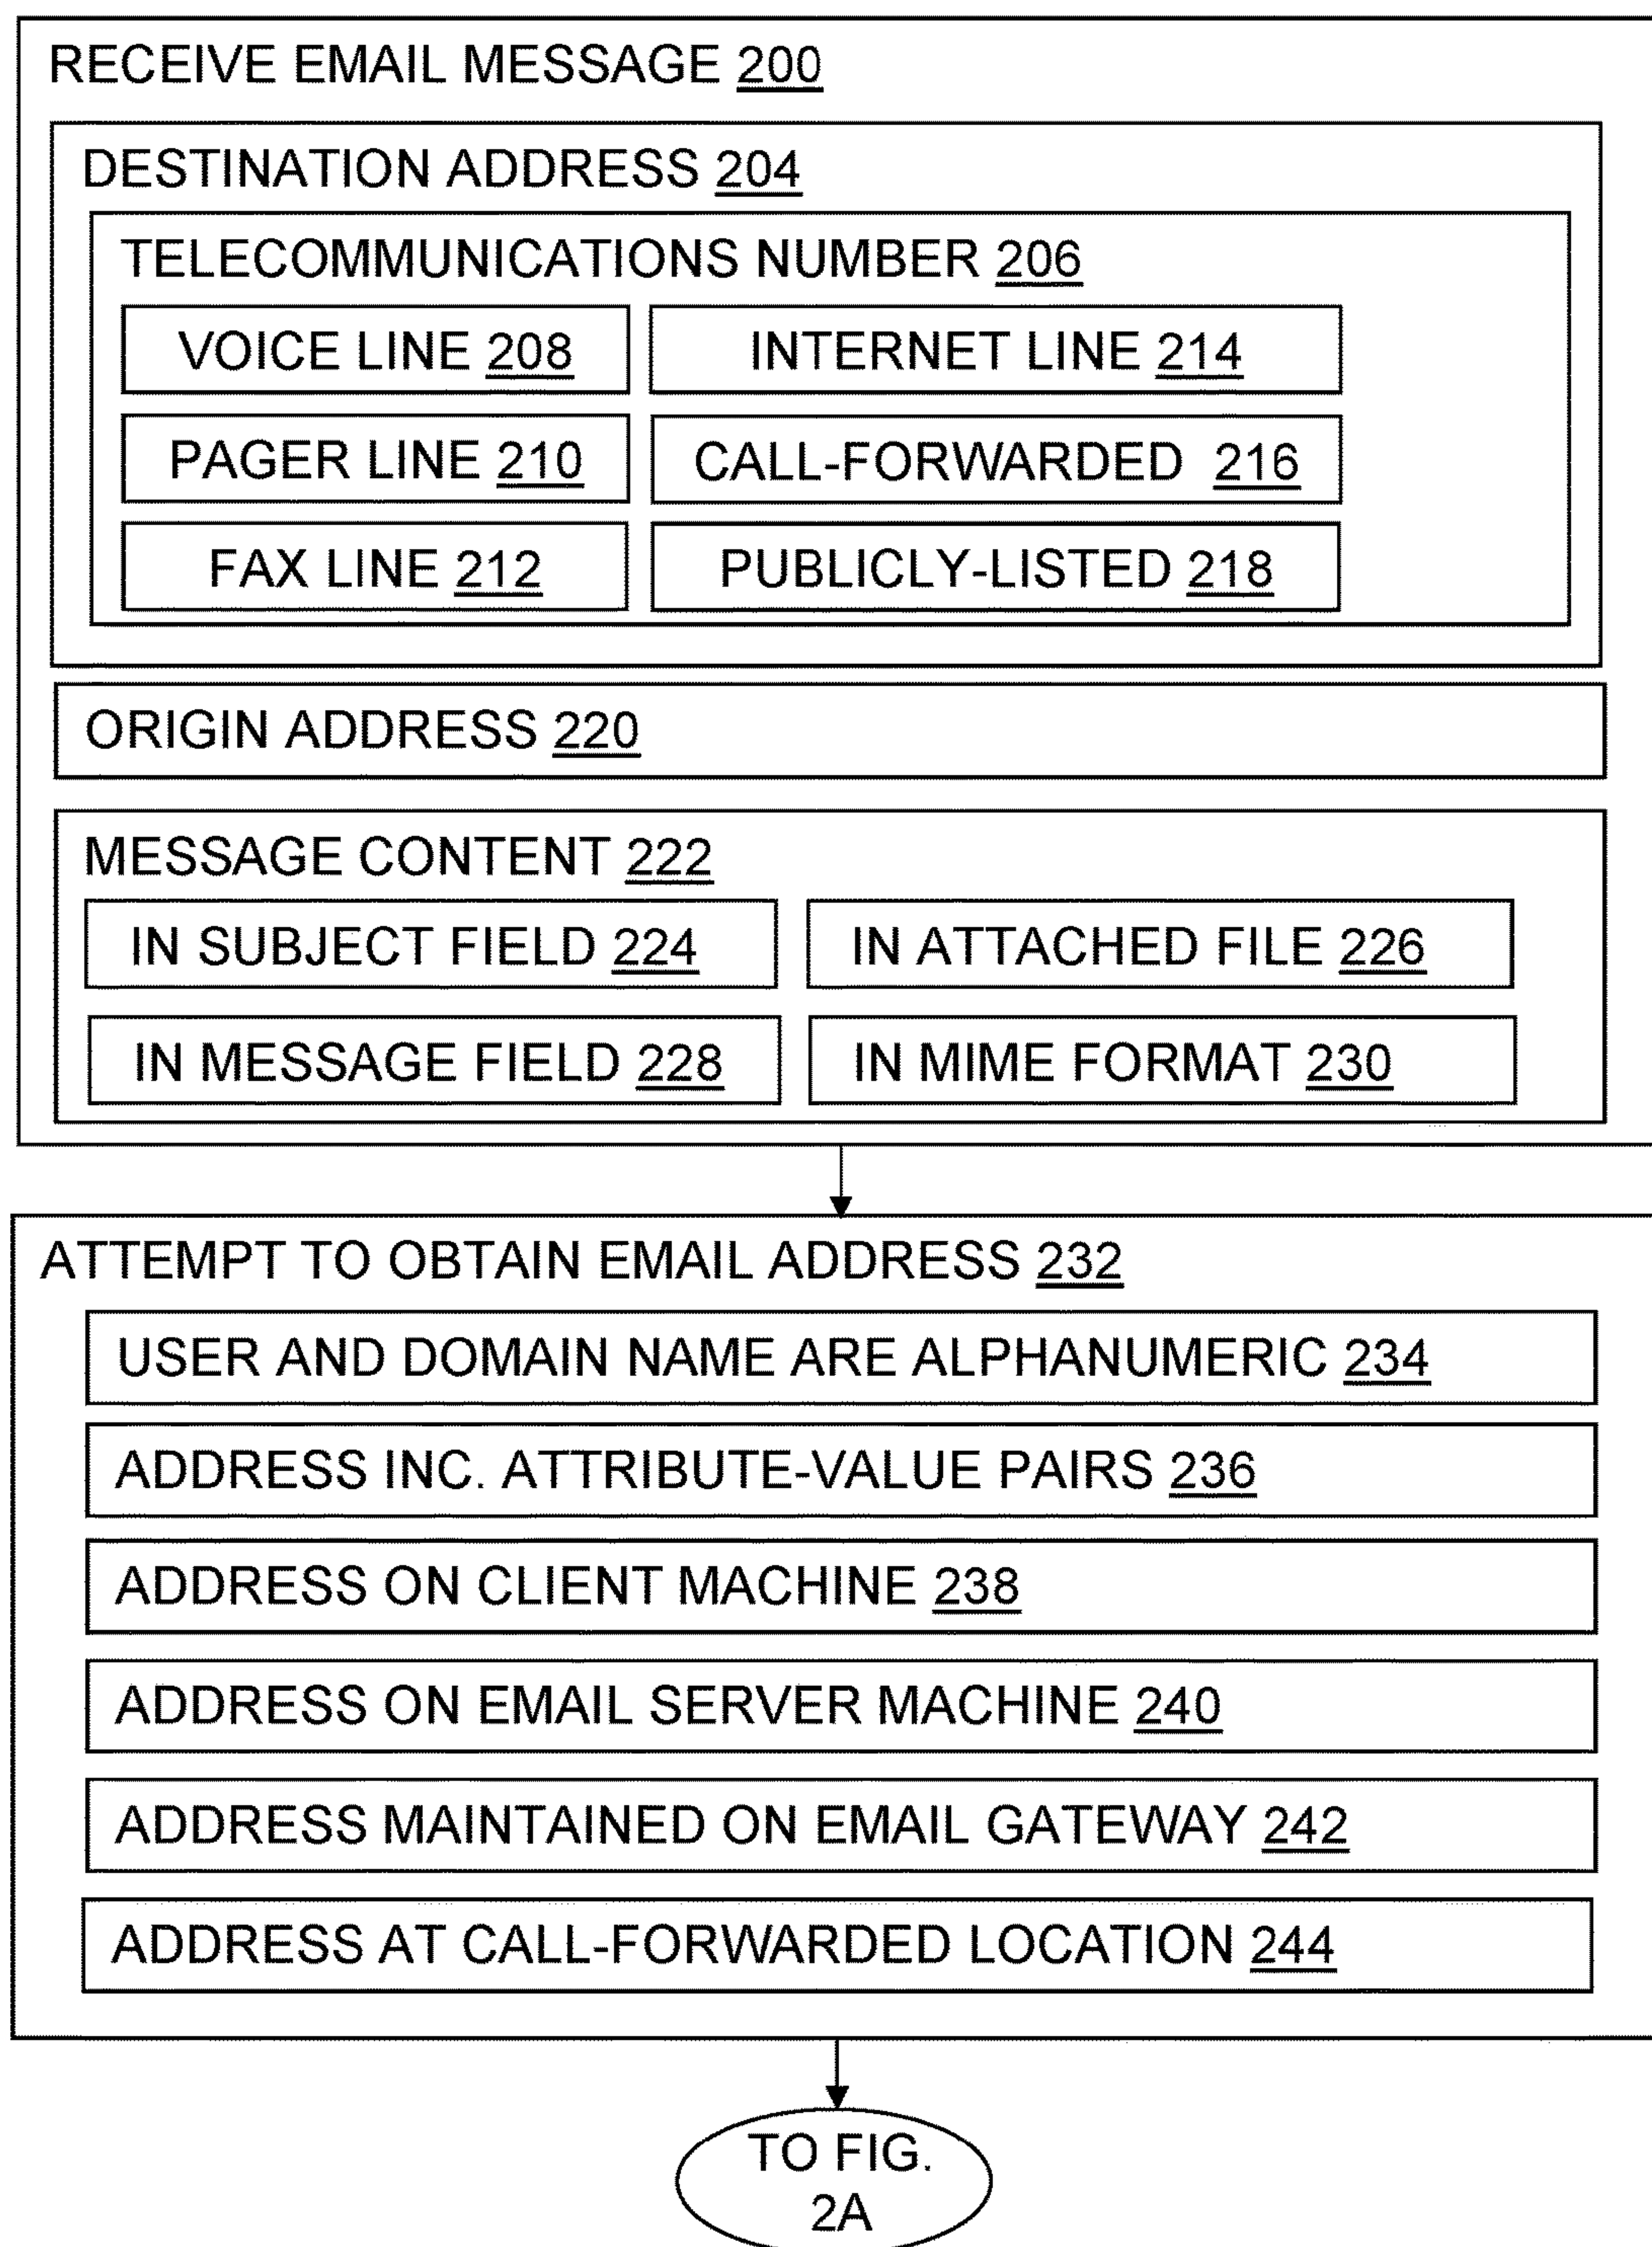 RECEIVE EMAIL MESSAGE 200
DESTINATION ADDRESS 204
TELECOMMUNICATIONS NUMBER 206
VOICE LINE 208
INTERNET LINE 214
PAGER LINE 210
CALL-FORWARDED 216
FAX LINE 212
PUBLICLY-LISTED 218
ORIGIN ADDRESS 220
MESSAGE CONTENT 222
IN SUBJECT FIELD 224
IN ATTACHED FILE 226
IN MESSAGE FIELD 228
IN MIME FORMAT 230
ATTEMPT TO OBTAIN EMAIL ADDRESS 232
USER AND DOMAIN NAME ARE ALPHANUMERIC 234
ADDRESS INC. ATTRIBUTE-VALUE PAIRS 236
ADDRESS ON CLIENT MACHINE 238
ADDRESS ON EMAIL SERVER MACHINE 240
ADDRESS MAINTAINED ON EMAIL GATEWAY 242
ADDRESS AT CALL-FORWARDED LOCATION 244
TO FIG.
2A